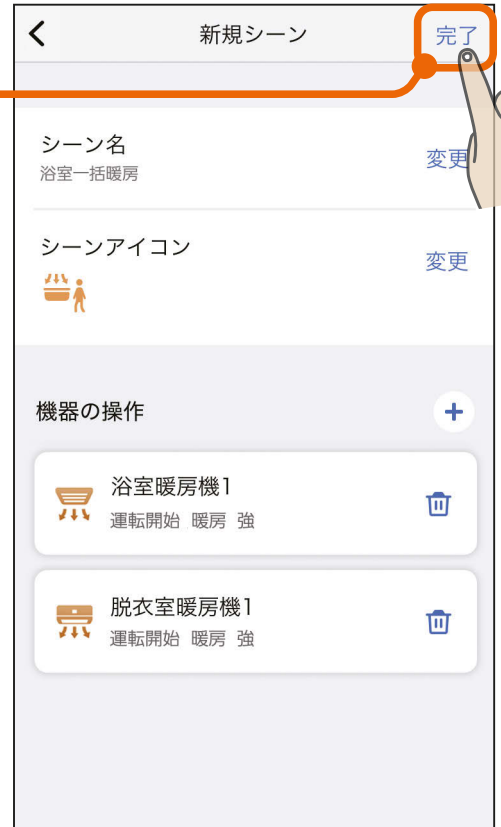 新規シーン
完了
シーン名
浴室一括暖房
変更
シーンアイコン
変更
機器の操作
浴室暖房機1
運転開始 暖房 強
脱衣室暖房機1
運転開始 暖房 強